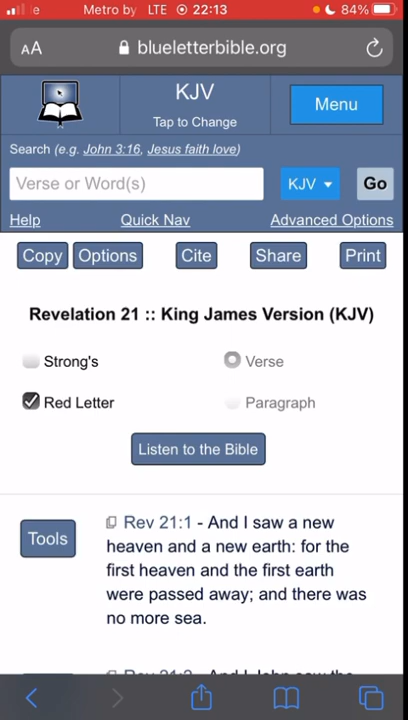 e Metro by LTE 22:13 84%
AA blueletterbible.org
KJV Menu
Tap to Change
Search (e.g. John 3:16, Jesus faith love)
Verse or Word(s) KJV Go
Help Quick Nav Advanced Options
Copy Options Cite Share Print
Revelation 21 :: King James Version (KJV)
Strong's Verse
Red Letter Paragraph
Listen to the Bible
Tools
Rev 21:1 - And I saw a new
heaven and a new earth: for the
first heaven and the first earth
were passed away; and there was
no more sea.